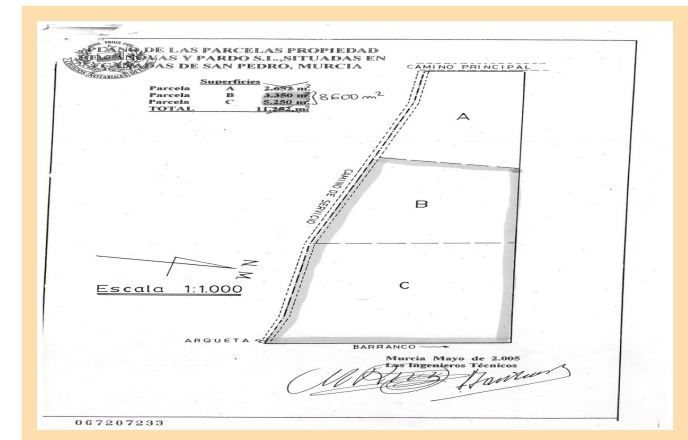 PLANO DE LAS PARCELAS PROPIEDAD
Y PARDO S.L., SITUADAS EN
DE SAN PEDRO, MURCIA
Superficies
Parcela A 2.652 m²
Parcela B 3.350 m²
Parcela C 5.250 m²
8600 m²
TOTAL 11.252 m²
CAMINO PRINCIPAL
A
CAMINO DE SERVICIO
B
N M
Escala 1:1.000
C
ARQUETA
BARRANCO
Murcia Mayo de 2.005
Los Ingenieros Técnicos
067207233